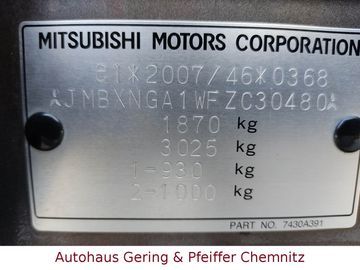 MITSUBISHI MOTORS CORPORATION
e1*2007/46*0368
*JMBXNGA1WFZC30480*
1870 kg
3025 kg
1-930 kg
2-1000 kg
PART NO. 7430A391
Autohaus Gering & Pfeiffer Chemnitz